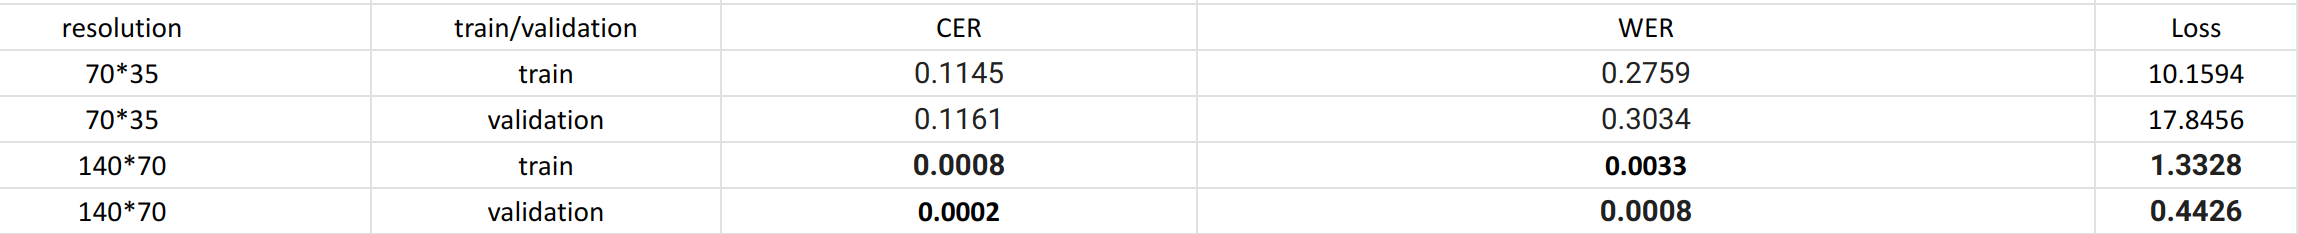 resolution train/validation CER WER Loss
70*35 train 0.1145 0.2759 10.1594
70*35 validation 0.1161 0.3034 17.8456
140*70 train 0.0008 0.0033 1.3328
140*70 validation 0.0002 0.0008 0.4426